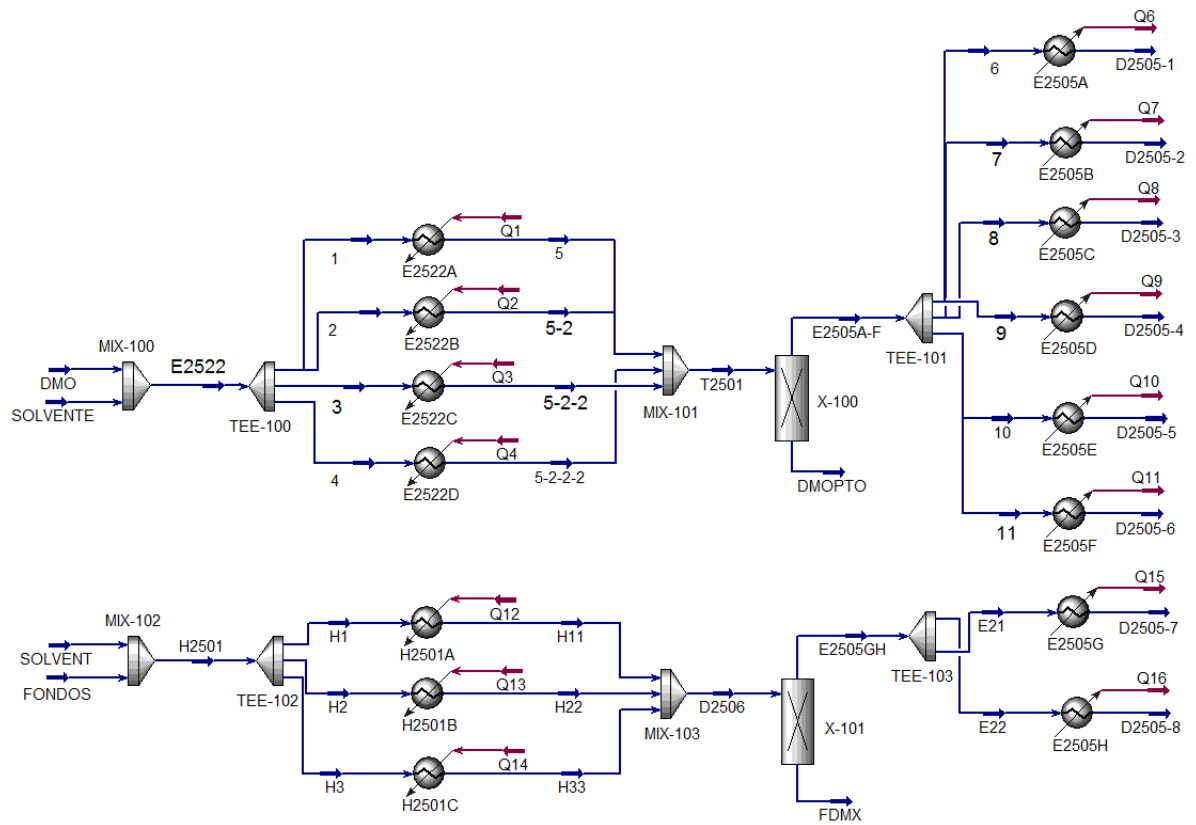 Q6
6
D2505-1
E2505A
Q7
7
D2505-2
E2505B
Q8
8
D2505-3
E2505C
Q1
1
5
E2522A
Q9
9
D2505-4
E2505D
Q2
2
5-2
E2522B
E2505A-F
TEE-101
MIX-100
E2522
DMO
SOLVENTE
TEE-100
Q3
3
5-2-2
E2522C
MIX-101
T2501
X-100
Q10
10
D2505-5
E2505E
Q4
4
5-2-2-2
E2522D
DMOPTO
Q11
11
D2505-6
E2505F
MIX-102
SOLVENT
FONDOS
H2501
TEE-102
Q12
H1
H11
H2501A
Q13
H2
H22
H2501B
Q14
H3
H33
H2501C
MIX-103
D2506
X-101
E2505GH
TEE-103
FDMX
Q15
E21
D2505-7
E2505G
Q16
E22
D2505-8
E2505H